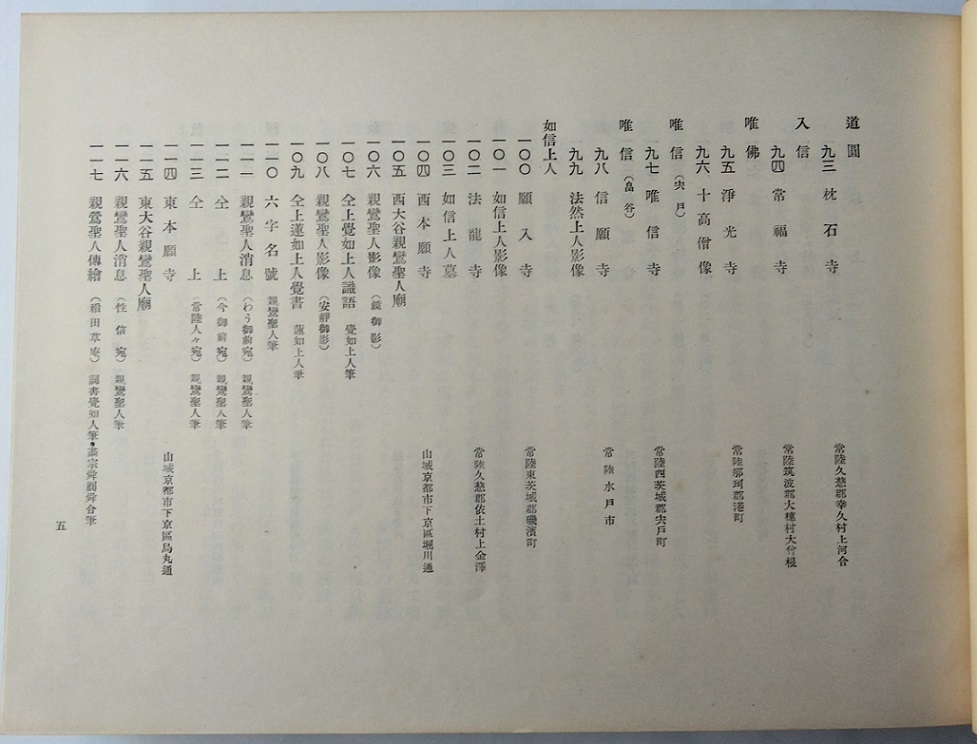 道圓
九三 枕石寺 常陸久慈郡幸久村上河合
入信
九四 常福寺 常陸筑波郡大穗村大曾根
唯佛
九五 淨光寺 常陸那珂郡港町
九六 十高僧像
唯信（宍戸）
九七 唯信寺 常陸西茨城郡宍戸町
唯信（畠谷）
九八 信願寺 常陸水戸市
九九 法然上人影像
如信上人
一〇〇 願入寺 常陸東茨城郡磯濱町
一〇一 如信上人影像
一〇二 法龍寺 常陸久慈郡依上村上金澤
一〇三 如信上人墓
一〇四 西本願寺 山城京都市下京區堀川通
一〇五 西大谷親鸞聖人廟
一〇六 親鸞聖人影像（鏡御影）
一〇七 仝上覺如上人識語 覺如上人筆
一〇八 親鸞聖人影像（安靜御影）
一〇九 仝上蓮如上人覺書 蓮如上人筆
一一〇 六字名號 親鸞聖人筆
一一一 親鸞聖人消息（わう御前宛）親鸞聖人筆
一一二 仝上（今御前宛）親鸞聖人筆
一一三 仝上（常陸人々宛）親鸞聖人筆
一一四 東本願寺 山城京都市下京區烏丸通
一一五 東大谷親鸞聖人廟
一一六 親鸞聖人消息（性信宛）親鸞聖人筆
一一七 親鸞聖人傳繪（稻田草庵）詞書覺如人筆・畫宗舜圓舜合筆
五